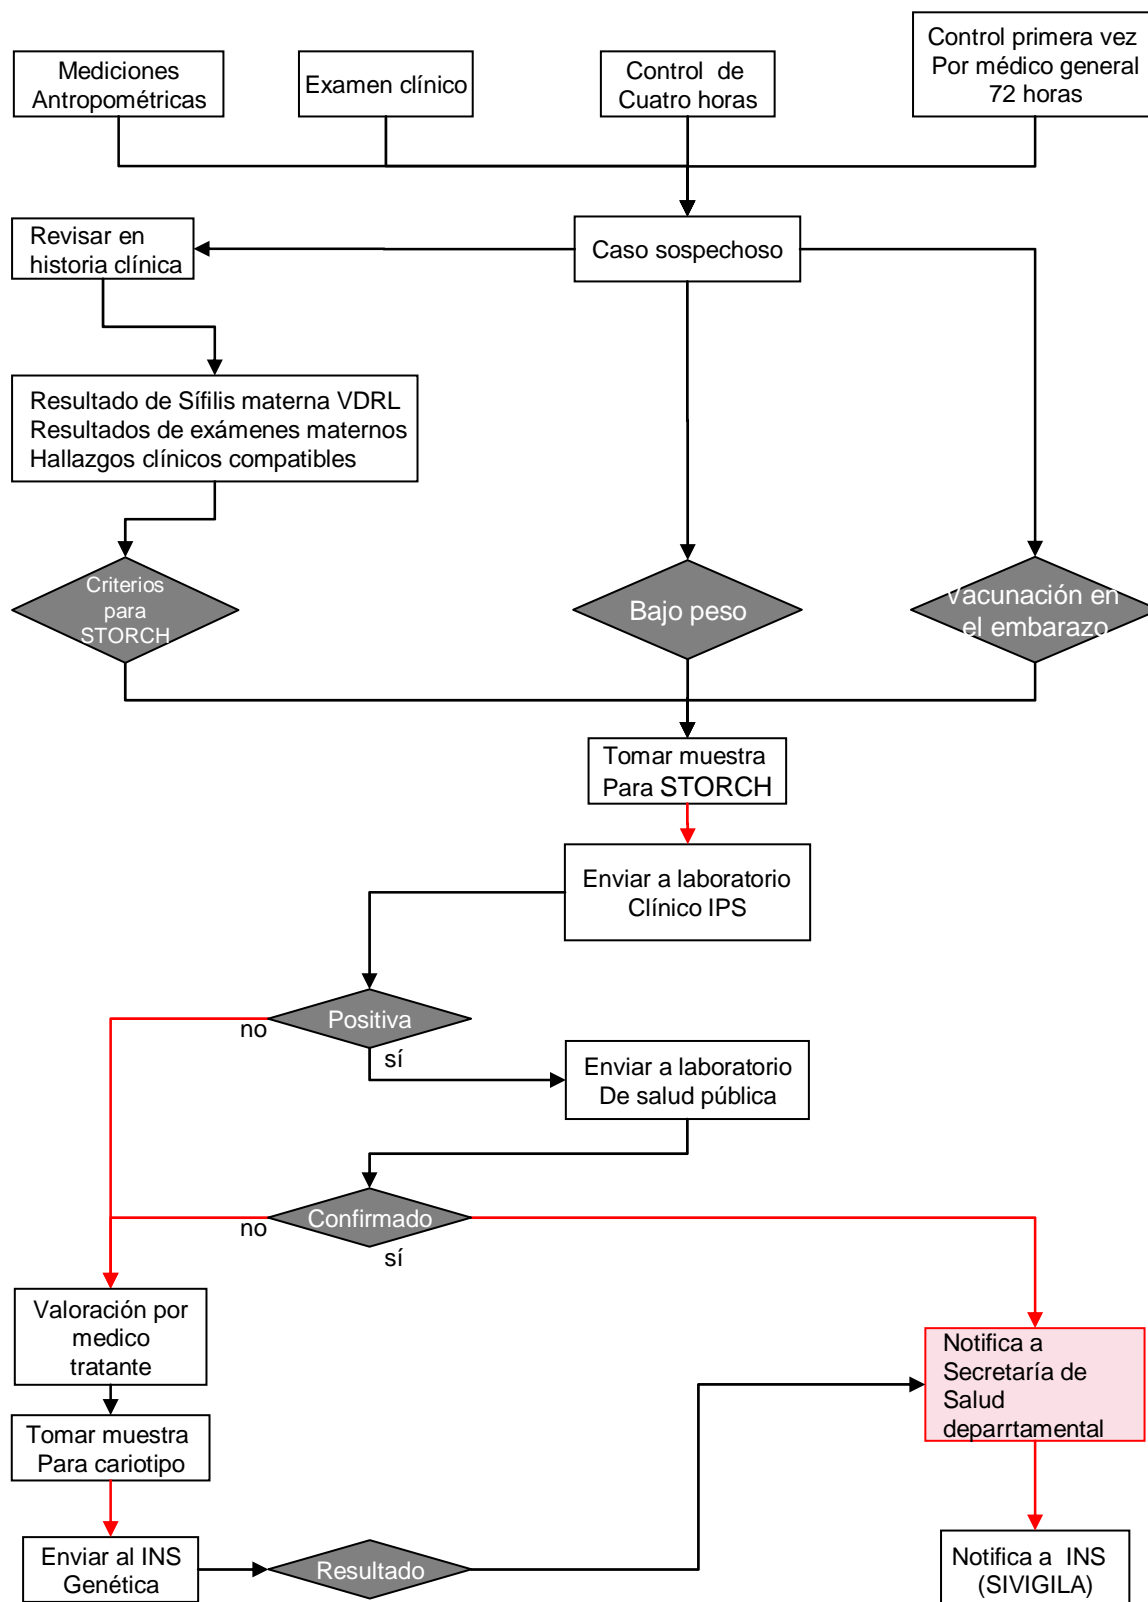 Mediciones
Antropométricas
Examen clínico
Control de
Cuatro horas
Control primera vez
Por médico general
72 horas
Revisar en
historia clínica
Caso sospechoso
Resultado de Sífilis materna VDRL
Resultados de exámenes maternos
Hallazgos clínicos compatibles
Criterios
para
STORCH
Bajo peso
Vacunación en
el embarazo
Tomar muestra
Para STORCH
Enviar a laboratorio
Clínico IPS
Positiva
no
sí
Enviar a laboratorio
De salud pública
Confirmado
no
sí
Valoración por
medico
tratante
Notifica a
Secretaría de
Salud
deparrtamental
Tomar muestra
Para cariotipo
Enviar al INS
Genética
Resultado
Notifica a INS
(SIVIGILA)